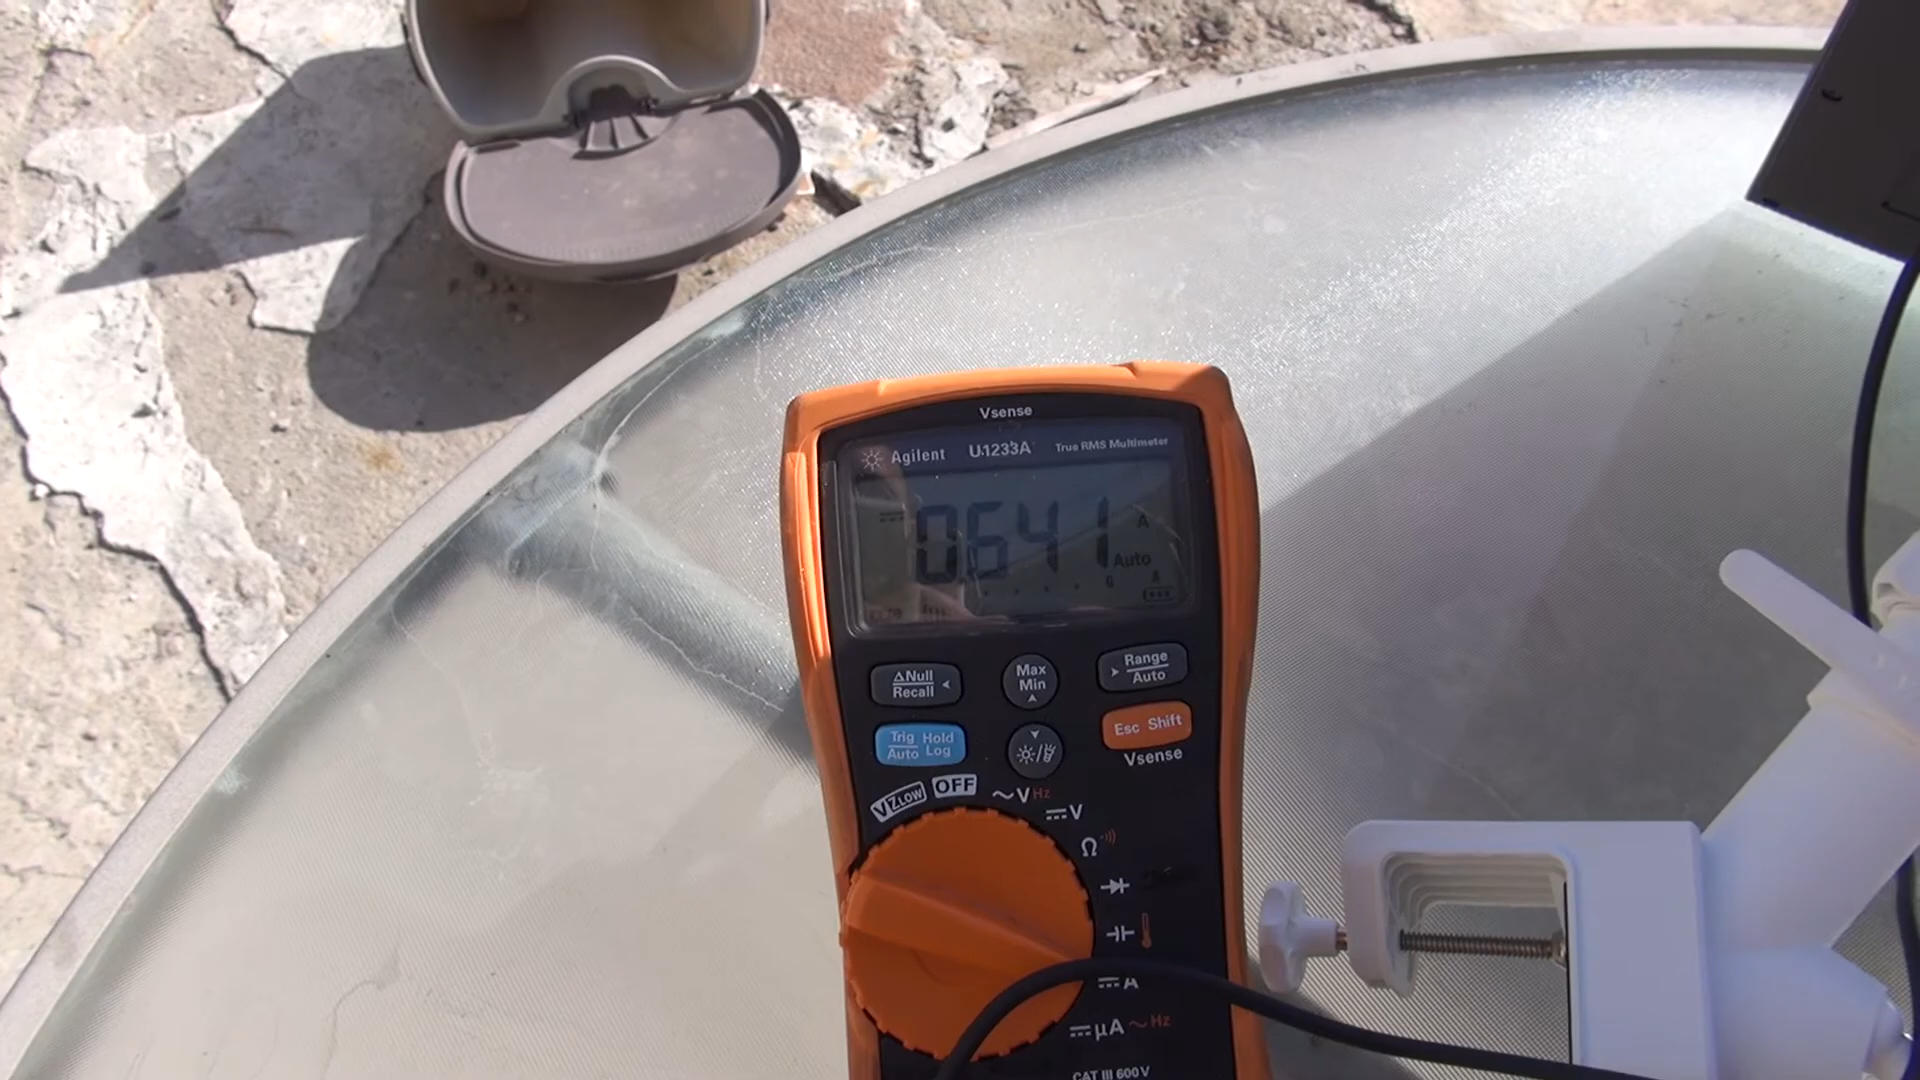 Vsense
Agilent U1233A True RMS Multimeter
0.641 A
Auto
ΔNull
Recall
Max
Min
Range
Auto
Trig Hold
Auto Log
Esc Shift
Vsense
VZLOW OFF ~V Hz
V
Ω
A
μA ~ Hz
CAT III 600V